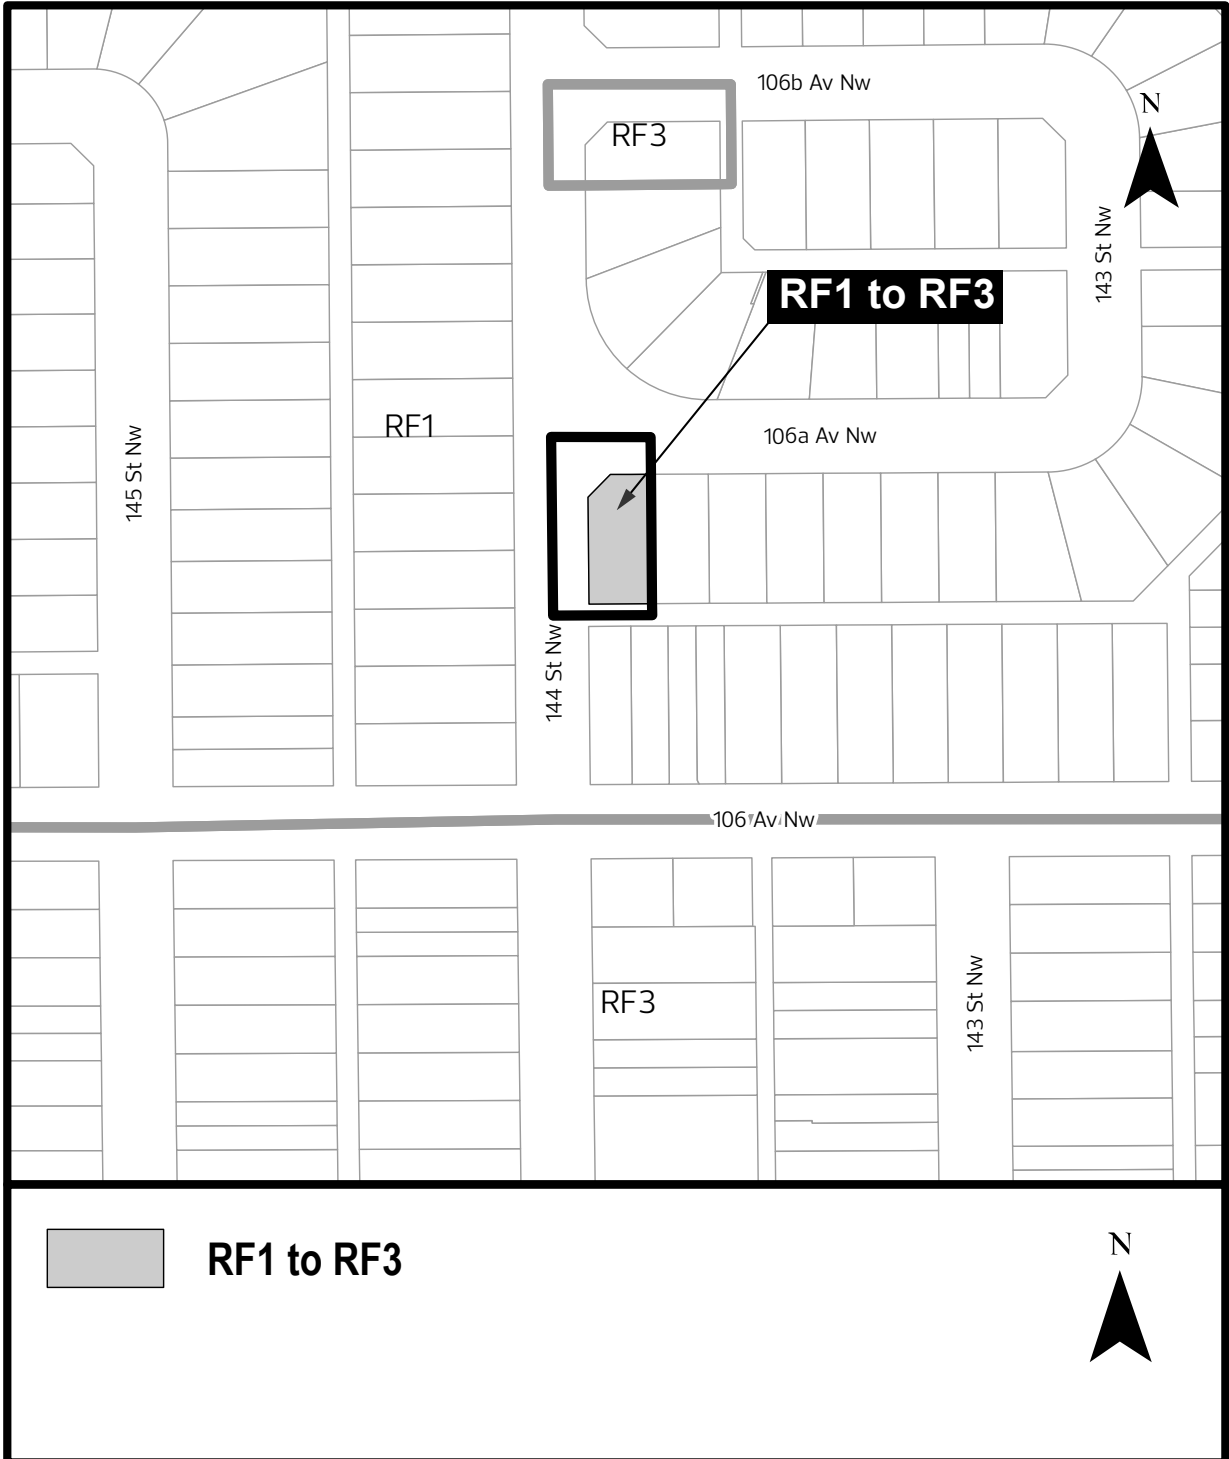 106b Av Nw
N
RF3
143 St Nw
RF1 to RF3
RF1
106a Av Nw
145 St Nw
144 St Nw
106 Av Nw
RF3
143 St Nw
RF1 to RF3
N